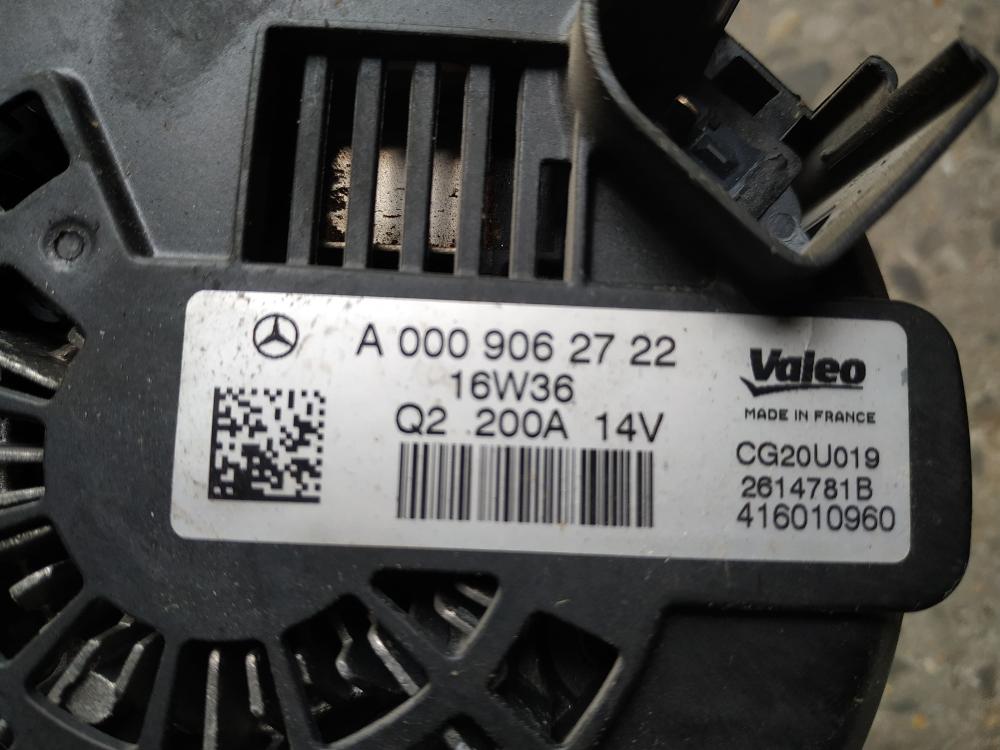 A 000 906 27 22
16W36
Q2 200A 14V
Valeo
MADE IN FRANCE
CG20U019
2614781B
416010960